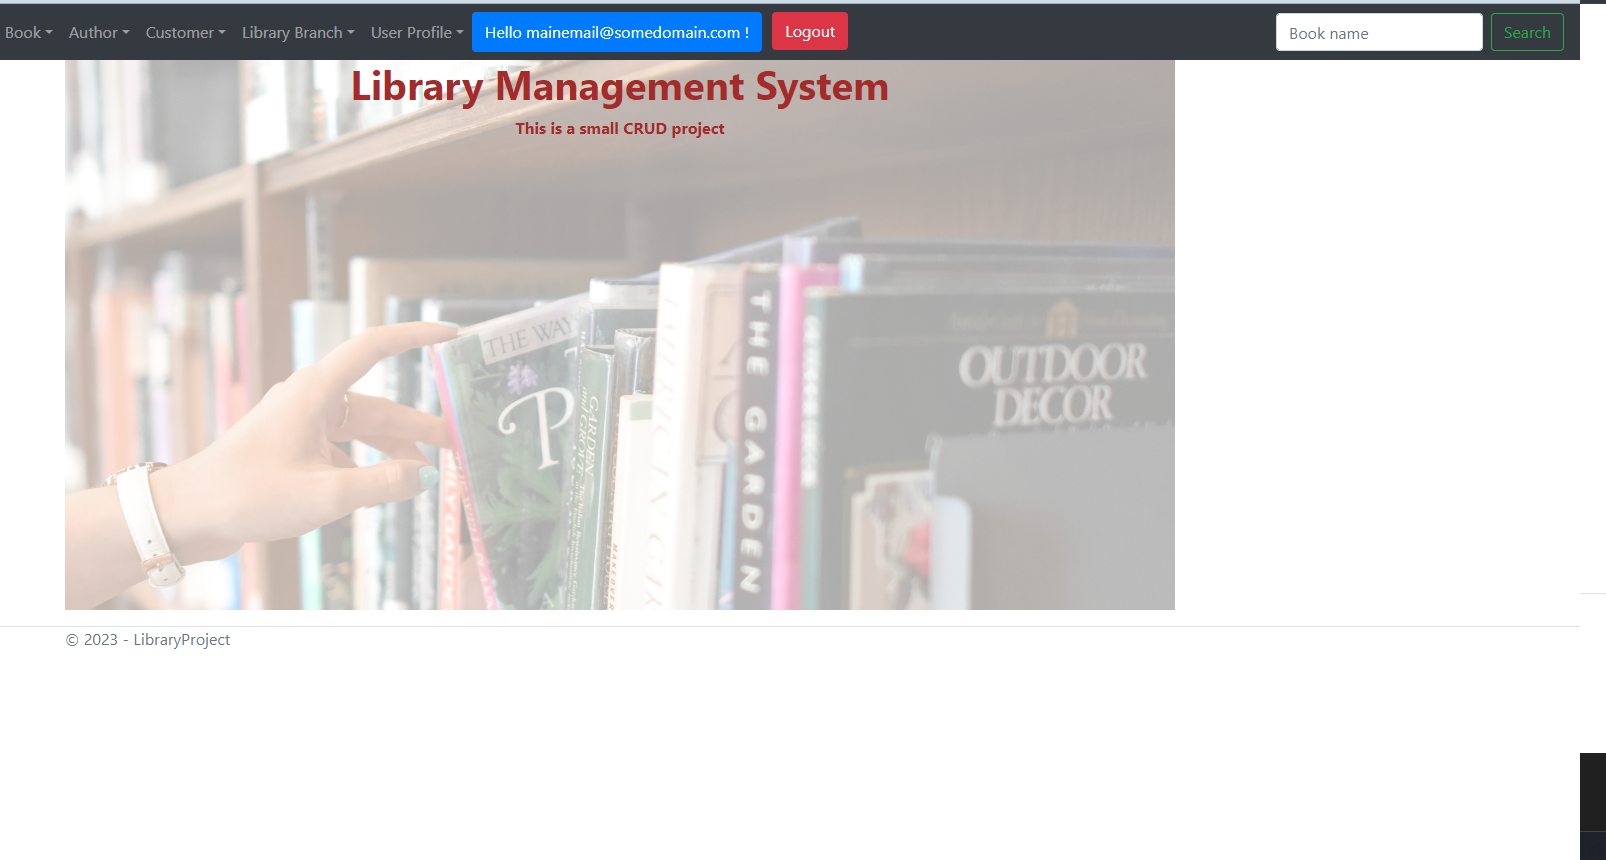 Book Author Customer Library Branch User Profile Hello mainemail@somedomain.com ! Logout Book name Search
Library Management System
This is a small CRUD project
THE WAY
P
GARDEN
THE GARDEN
OUTDOOR
DECOR
MAKEOVER
© 2023 - LibraryProject